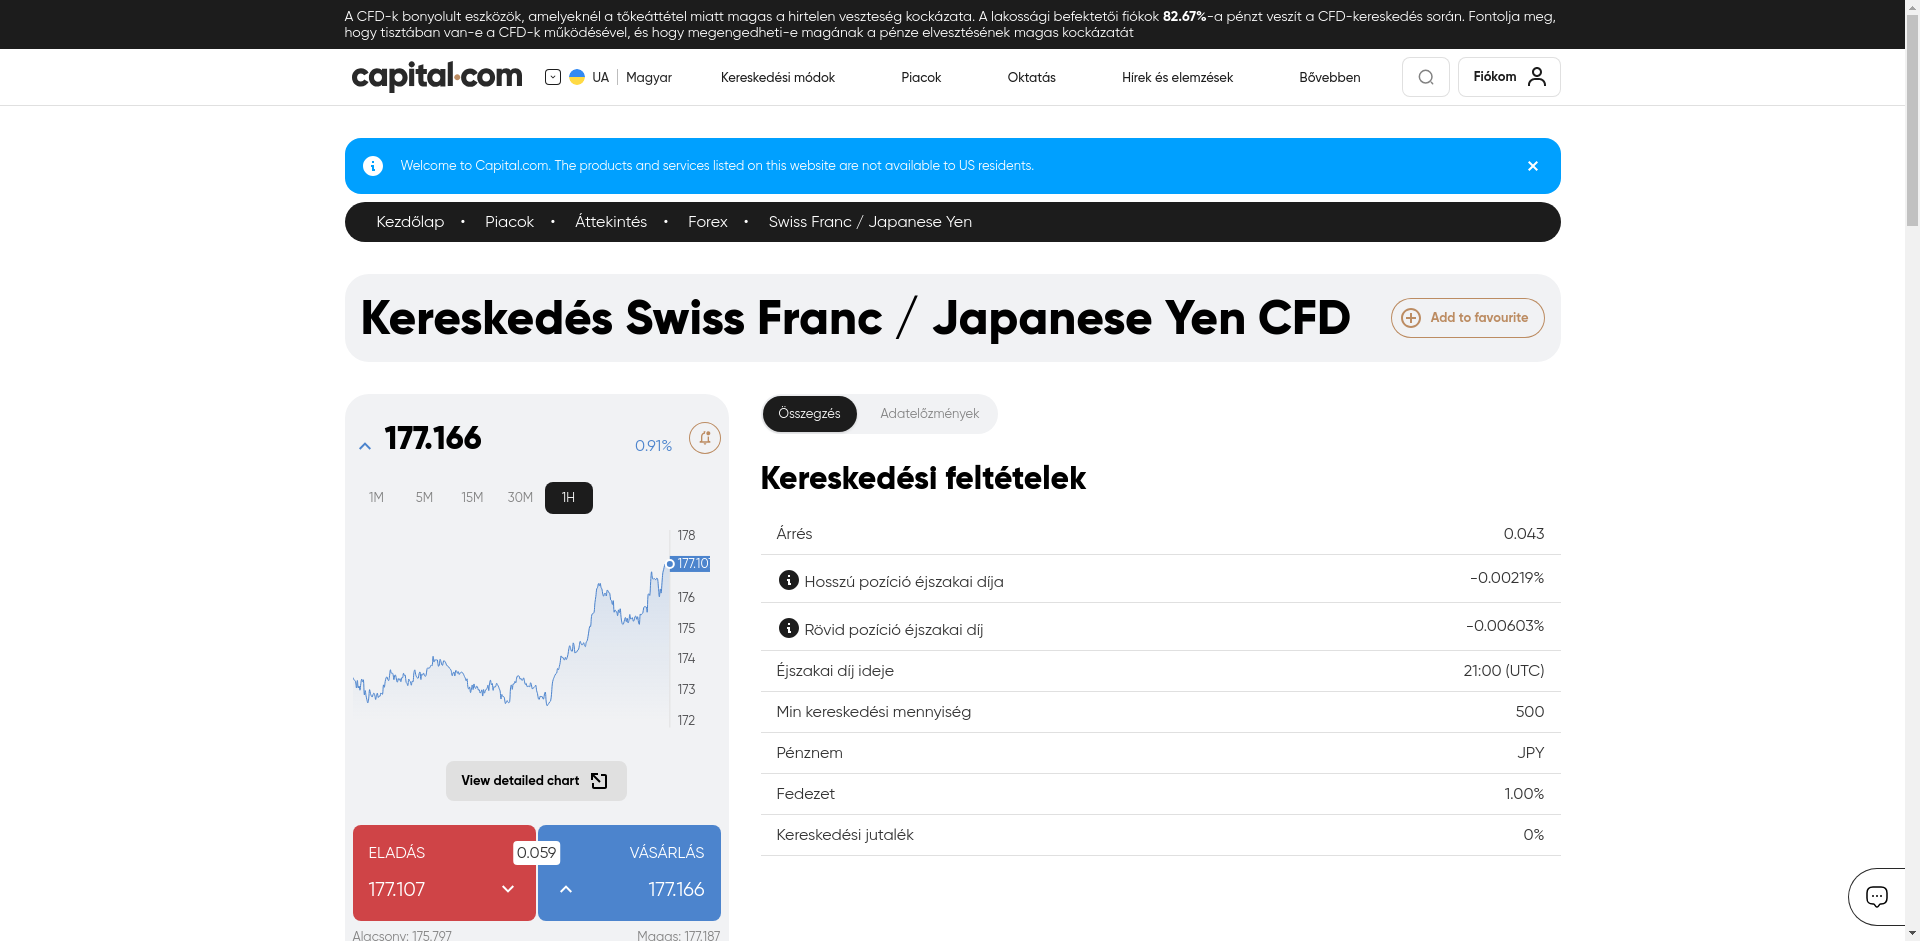 A CFD-k bonyolult eszközök, amelyeknél a tőkeáttétel miatt magas a hirtelen veszteség kockázata. A lakossági befektetői fiókok 82.67%-a pénzt veszít a CFD-kereskedés során. Fontolja meg,
hogy tisztában van-e a CFD-k működésével, és hogy megengedheti-e magának a pénze elvesztésének magas kockázatát
capital.com
UA
Magyar
Kereskedési módok
Piacok
Oktatás
Hírek és elemzések
Bővebben
Fiókom
Welcome to Capital.com. The products and services listed on this website are not available to US residents.
Kezdőlap • Piacok • Áttekintés • Forex • Swiss Franc / Japanese Yen
Kereskedés Swiss Franc / Japanese Yen CFD
Add to favourite
177.166
0.91%
1M 5M 15M 30M 1H
178
177.107
176
175
174
173
172
View detailed chart
ELADÁS
0.059
VÁSÁRLÁS
177.107
177.166
Alacsony: 175.797
Magas: 177.187
Összegzés
Adatelőzmények
Kereskedési feltételek
Árrés 0.043
Hosszú pozíció éjszakai díja -0.00219%
Rövid pozíció éjszakai díj -0.00603%
Éjszakai díj ideje 21:00 (UTC)
Min kereskedési mennyiség 500
Pénznem JPY
Fedezet 1.00%
Kereskedési jutalék 0%